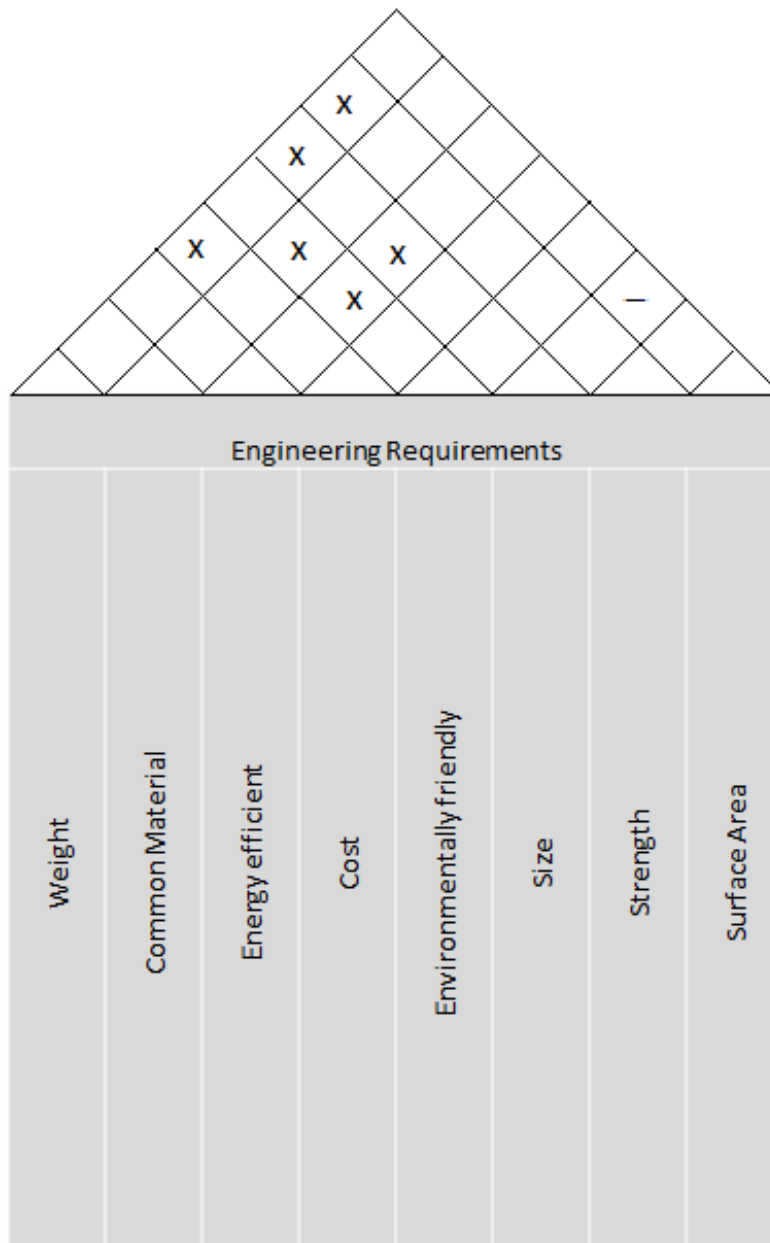 X
X
X X X
X —
Engineering Requirements
Weight
Common Material
Energy efficient
Cost
Environmentally friendly
Size
Strength
Surface Area